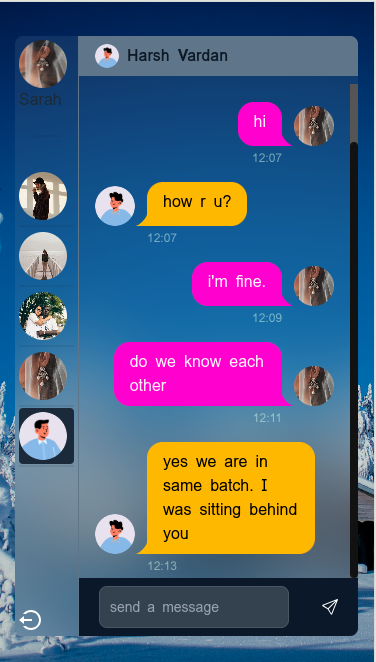 Harsh Vardan
Sarah
hi
12:07
how r u?
12:07
i'm fine.
12:09
do we know each
other
12:11
yes we are in
same batch. I
was sitting behind
you
12:13
send a message